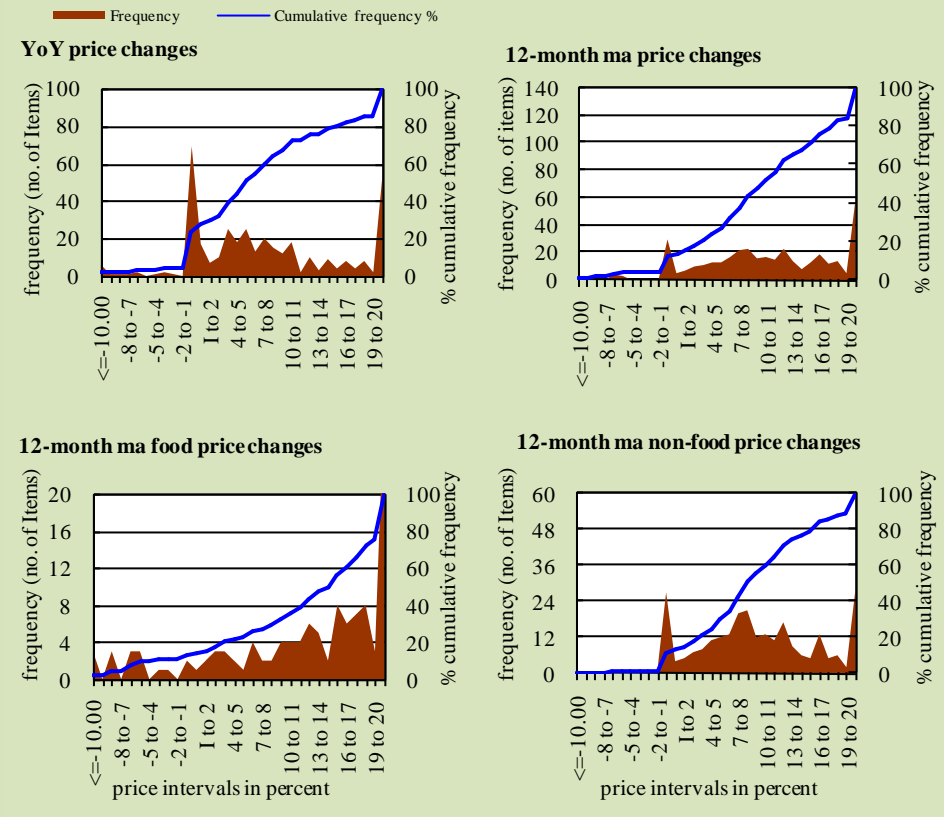 Frequency
Cumulative frequency %
YoY price changes
frequency (no. of Items)
100
80
60
40
20
0
100
80
60
40
20
0
% cumulative frequency
<=-10.00
-8 to -7
-5 to -4
-2 to -1
I to 2
4 to 5
7 to 8
10 to 11
13 to 14
16 to 17
19 to 20
12-month ma price changes
frequency (no. of items)
140
120
100
80
60
40
20
0
100
80
60
40
20
0
% cumulative frequency
<=-10.00
-8 to -7
-5 to -4
-2 to -1
I to 2
4 to 5
7 to 8
10 to 11
13 to 14
16 to 17
19 to 20
12-month ma food price changes
frequency (no. of Items)
20
16
12
8
4
0
100
80
60
40
20
0
% cumulative frequency
<=-10.00
-8 to -7
-5 to -4
-2 to -1
I to 2
4 to 5
7 to 8
10 to 11
13 to 14
16 to 17
19 to 20
price intervals in percent
12-month ma non-food price changes
frequency (no. of Items)
60
48
36
24
12
0
100
80
60
40
20
0
% cumulative frequency
<=-10.00
-8 to -7
-5 to -4
-2 to -1
I to 2
4 to 5
7 to 8
10 to 11
13 to 14
16 to 17
19 to 20
price intervals in percent